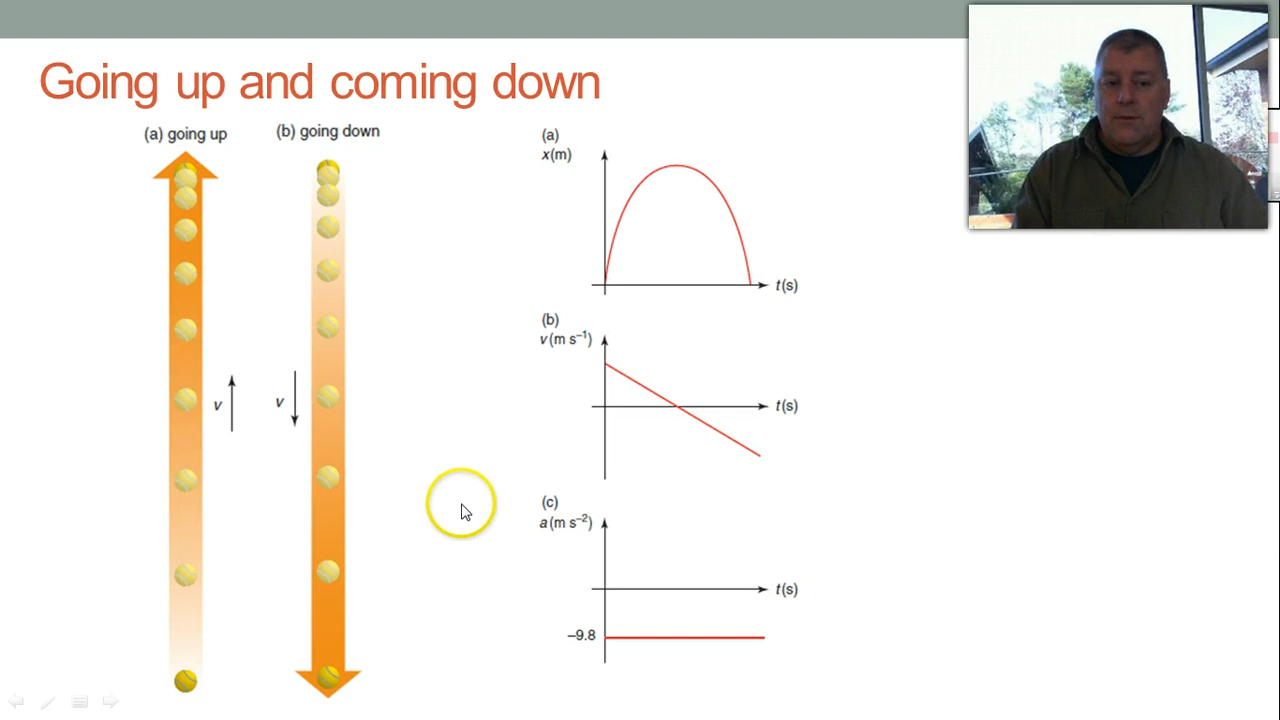 Going up and coming down
(a) going up
(b) going down
v
v
(a)
x(m)
t(s)
(b)
v(m s⁻¹)
t(s)
(c)
a(m s⁻²)
t(s)
–9.8